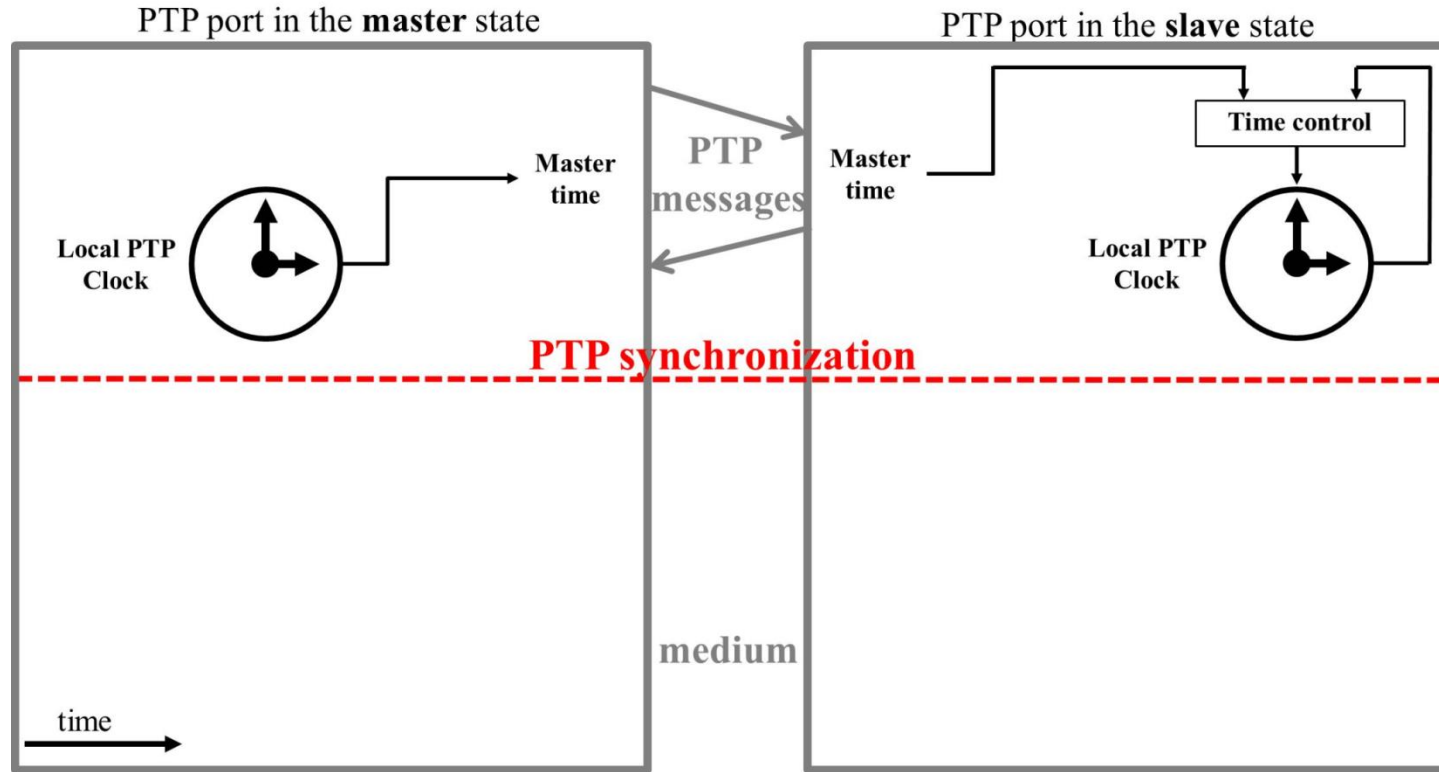 PTP port in the master state
PTP port in the slave state
Time control
Master
time
PTP
messages
Master
time
Local PTP
Clock
Local PTP
Clock
PTP synchronization
medium
time